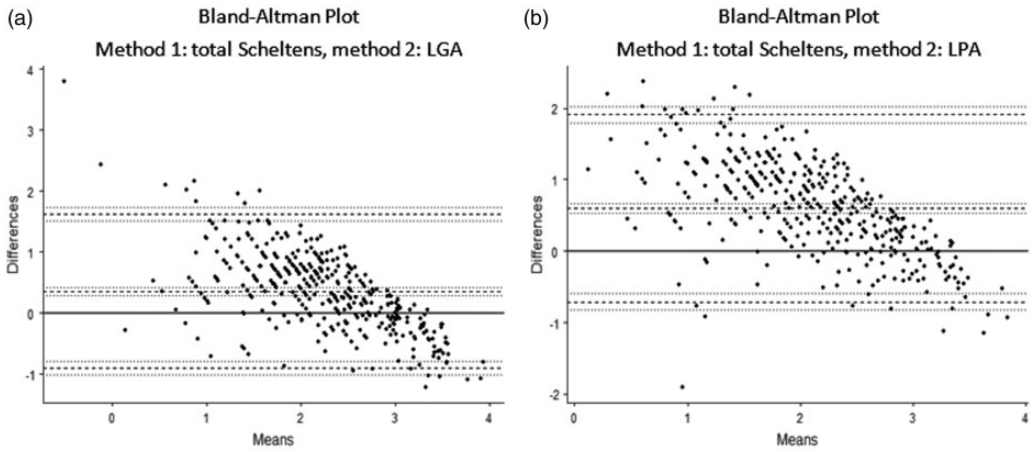 (a)
Bland-Altman Plot
Method 1: total Scheltens, method 2: LGA
4
3
2
1
0
-1
Differences
0 1 2 3 4
Means
(b)
Bland-Altman Plot
Method 1: total Scheltens, method 2: LPA
2
1
0
-1
-2
Differences
0 1 2 3 4
Means